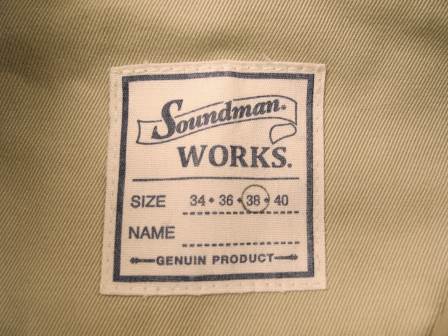 Soundman.
WORKS.
SIZE 34 • 36 • 38 • 40
NAME
GENUIN PRODUCT